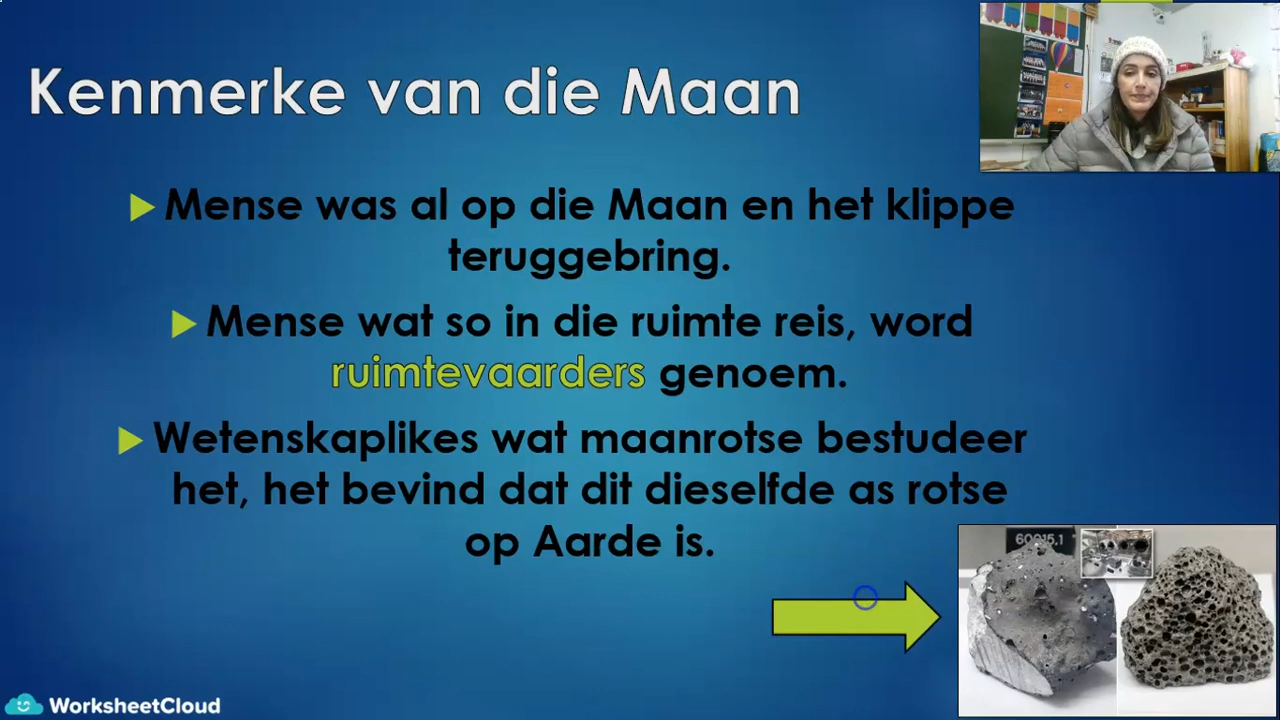 Kenmerke van die Maan
Mense was al op die Maan en het klippe
teruggebring.
Mense wat so in die ruimte reis, word
ruimtevaarders genoem.
Wetenskaplikes wat maanrotse bestudeer
het, het bevind dat dit dieselfde as rotse
op Aarde is.
60015,1
WorksheetCloud